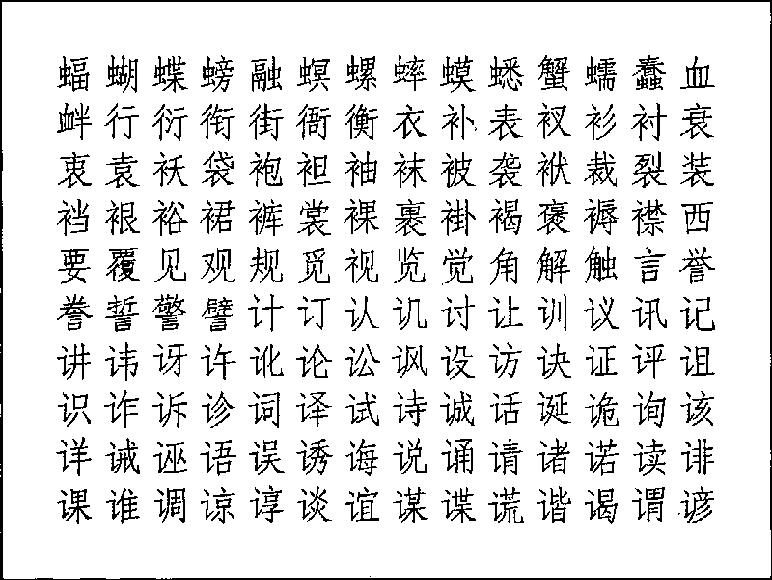 蝠蝴蝶螃融螟螺蟀蟆蟋蟹蠕蠢血
衅行衍衔街衙衡衣补表衩衫衬衰
衷袁袄袋袍袒袖袜被袭袱裁裂装
裆裉裕裙裤裳裸裹褂褐褒褥襟西
要覆见观规觅视览觉角解触言誉
誊誓警譬计订认讥讨让训议讯记
讲讳讶许讹论讼讽设访诀证评诅
识诈诉诊词译试诗诚话诞诡询该
详诫诬语误诱诲说诵请诸诺读诽
课谁调谅谆谈谊谋谍谎谐谒谓谚